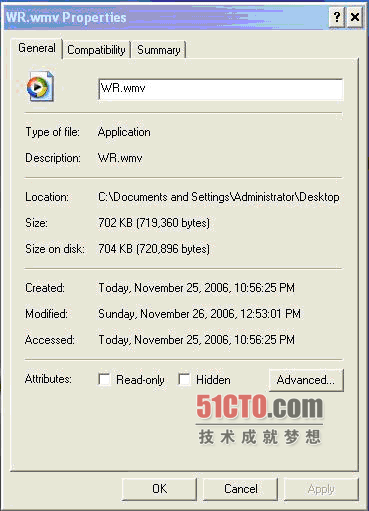 WR.wmv Properties
General Compatibility Summary
WR.wmv
Type of file: Application
Description: WR.wmv
Location: C:\Documents and Settings\Administrator\Desktop
Size: 702 KB (719,360 bytes)
Size on disk: 704 KB (720,896 bytes)
Created: Today, November 25, 2006, 10:56:25 PM
Modified: Sunday, November 26, 2006, 12:53:01 PM
Accessed: Today, November 25, 2006, 10:56:25 PM
Attributes: Read-only Hidden Advanced...
51CTO.com
技术成就梦想
OK Cancel Apply